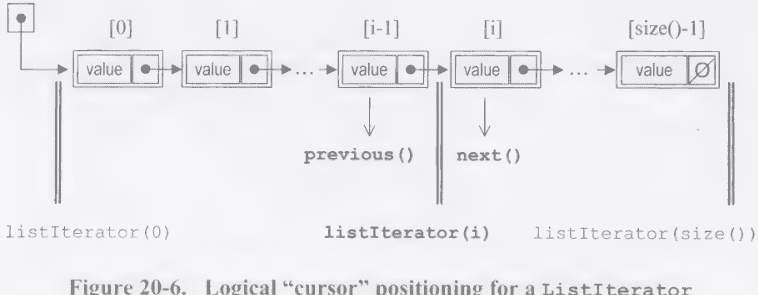 [0] [1] [i-1] [i] [size()-1]
value value ... value value ... value
previous() next()
listIterator(0) listIterator(i) listIterator(size())
Figure 20-6. Logical “cursor” positioning for a ListIterator